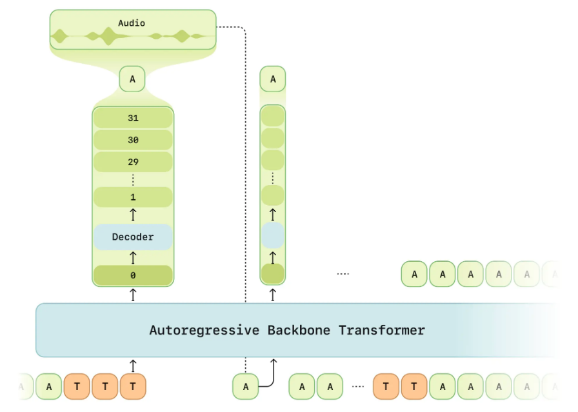 Audio
A
A
31
30
29
1
Decoder
0
A A A A A A
Autoregressive Backbone Transformer
A A T T T
A
A A
T T A A A A A